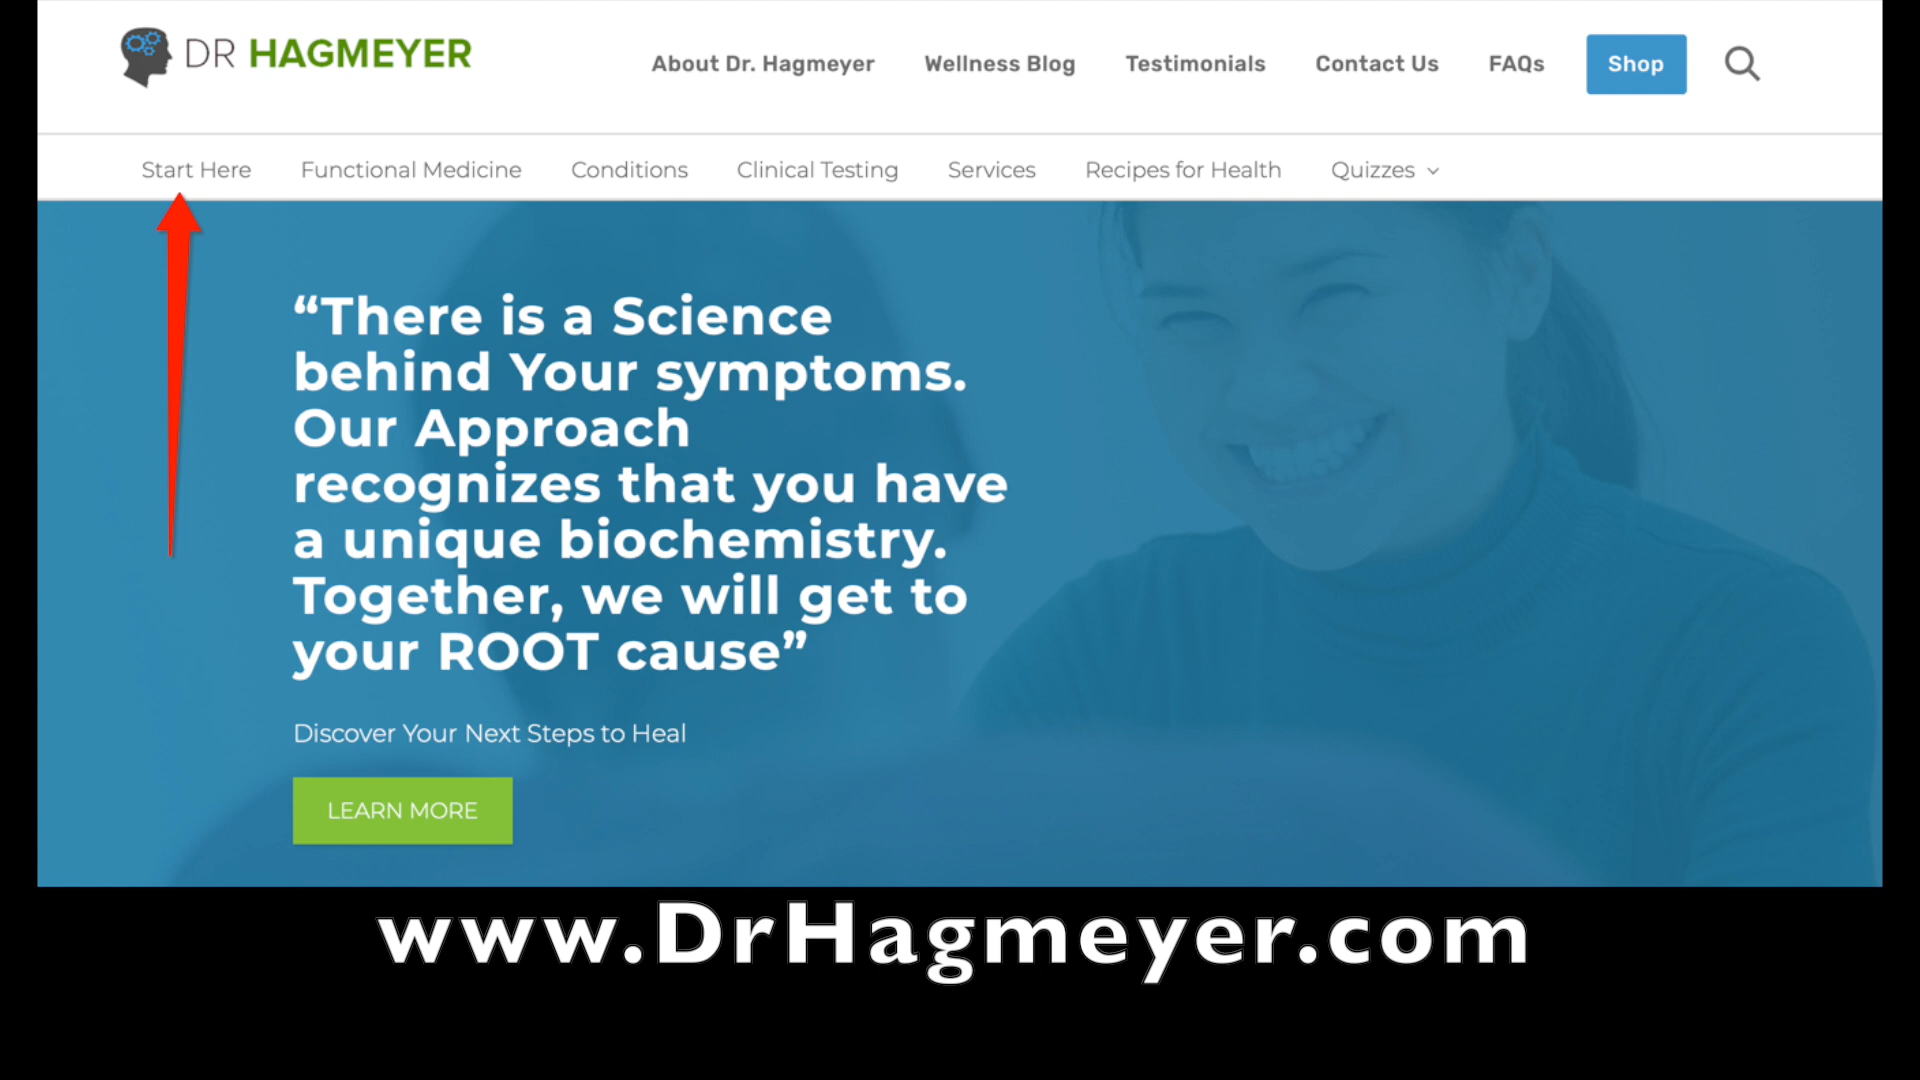 DR HAGMEYER
About Dr. Hagmeyer Wellness Blog Testimonials Contact Us FAQs Shop
Start Here Functional Medicine Conditions Clinical Testing Services Recipes for Health Quizzes
“There is a Science
behind Your symptoms.
Our Approach
recognizes that you have
a unique biochemistry.
Together, we will get to
your ROOT cause”
Discover Your Next Steps to Heal
LEARN MORE
www.DrHagmeyer.com